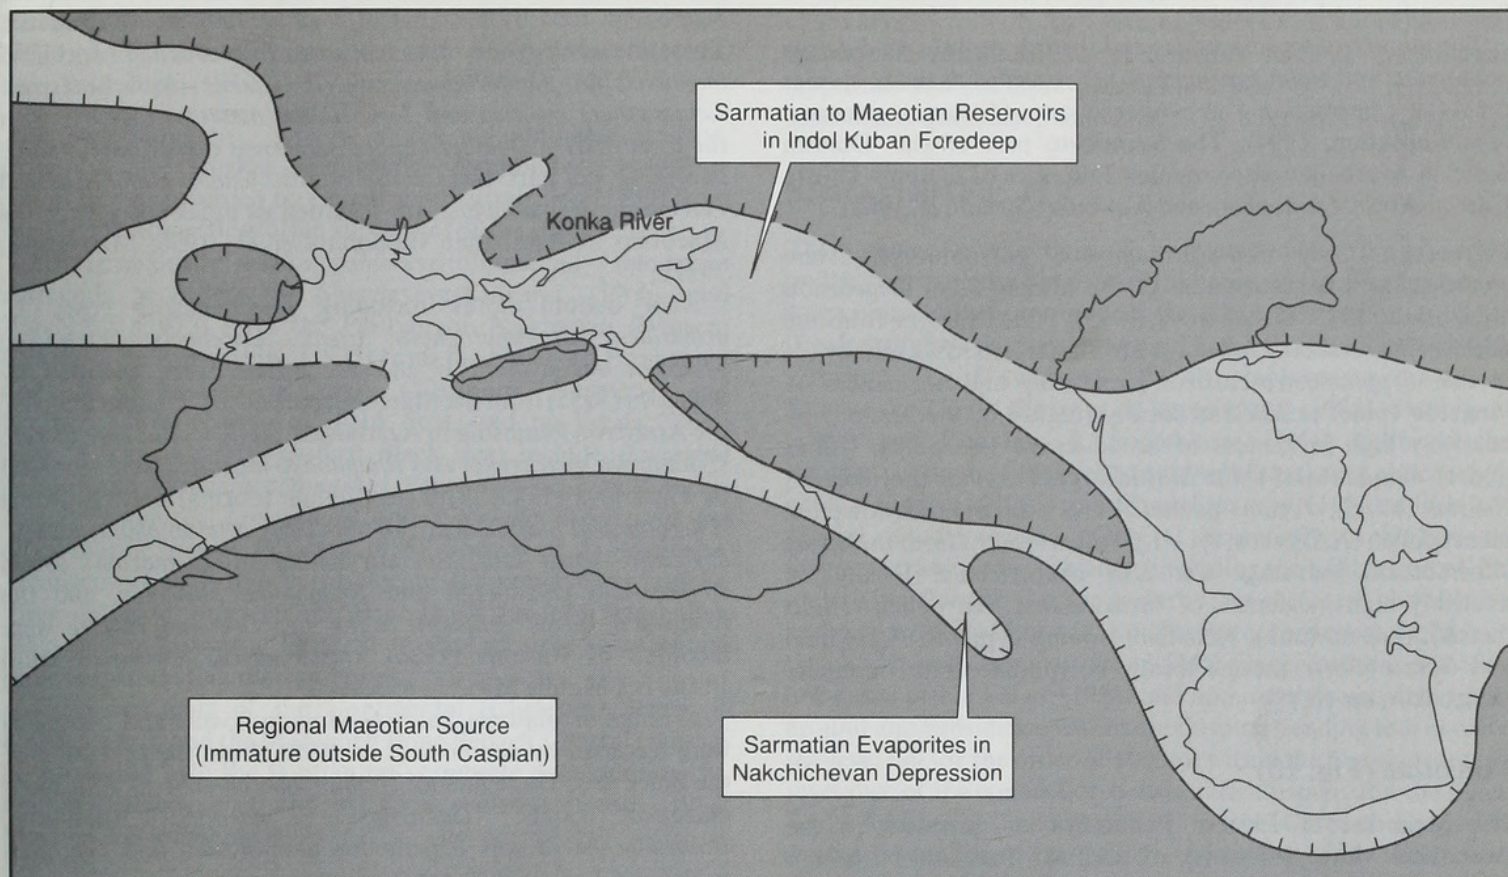 Sarmatian to Maeotian Reservoirs
in Indol Kuban Foredeep
Konka River
Regional Maeotian Source
(Immature outside South Caspian)
Sarmatian Evaporites in
Nakchichevan Depression